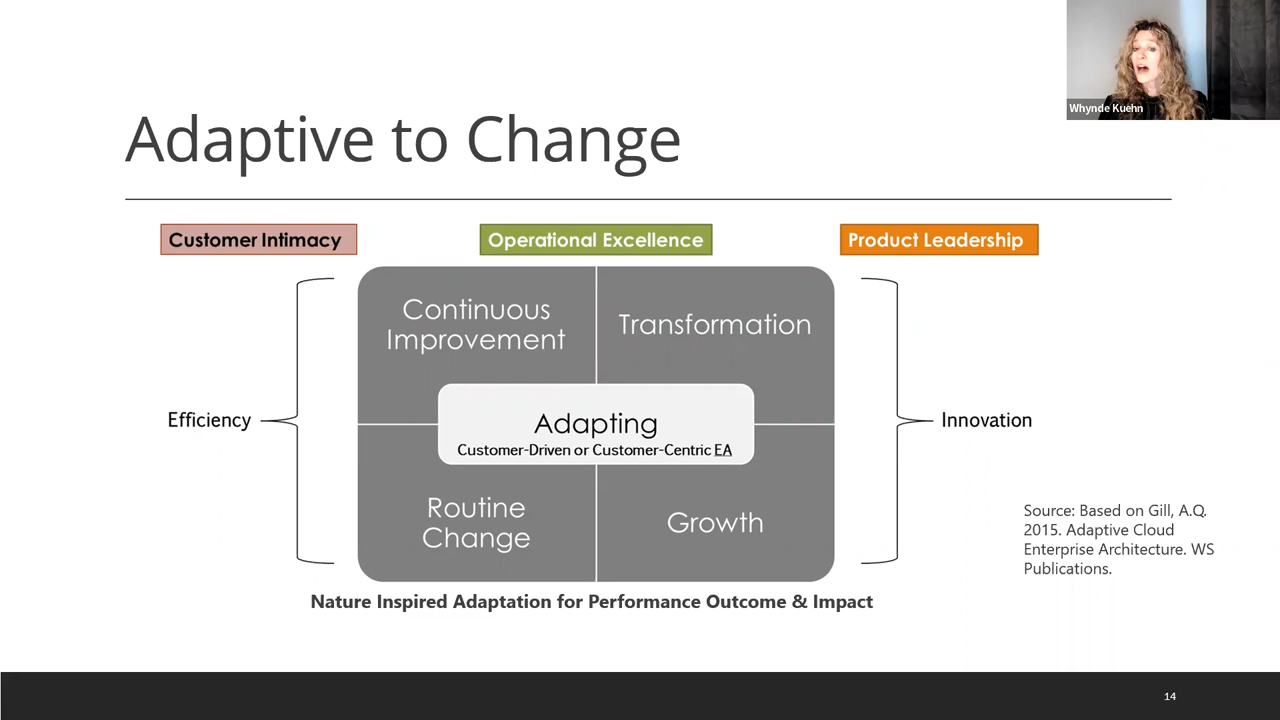 Whynde Kuehn
Adaptive to Change
Customer Intimacy
Operational Excellence
Product Leadership
Continuous
Improvement
Transformation
Efficiency
Adapting
Customer-Driven or Customer-Centric EA
Innovation
Routine
Change
Growth
Source: Based on Gill, A.Q.
2015. Adaptive Cloud
Enterprise Architecture. WS
Publications.
Nature Inspired Adaptation for Performance Outcome & Impact
14